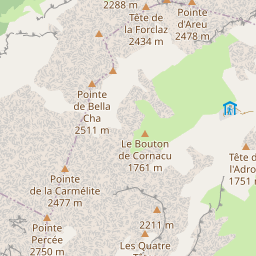 2288 m
Tête de
la Forclaz
2434 m
Pointe
d'Areu
2478 m
Pointe
de Bella
Cha
2511 m
Le Bouton
de Cornacu
1761 m
Tête
l'Adro
1751
Pointe
de la Carmélite
2477 m
Pointe
Percée
2750 m
2211 m
Les Quatre